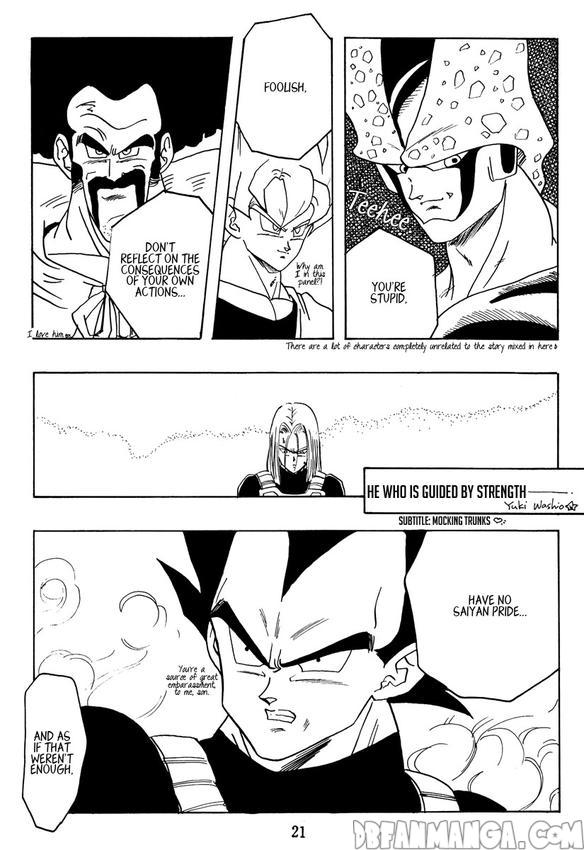 Teehee
YOU'RE
STUPID.
FOOLISH.
Why am
I in this
panel?!
DON'T
REFLECT ON THE
CONSEQUENCES
OF YOUR OWN
ACTIONS...
I love him
There are a lot of characters completely unrelated to the story mixed in here
HE WHO IS GUIDED BY STRENGTH
Yuki Washio
SUBTITLE: MOCKING TRUNKS
HAVE NO
SAIYAN PRIDE...
You're a
source of great
embarassment
to me, son.
AND AS
IF THAT
WEREN'T
ENOUGH,
21
DBFANMANGA.COM